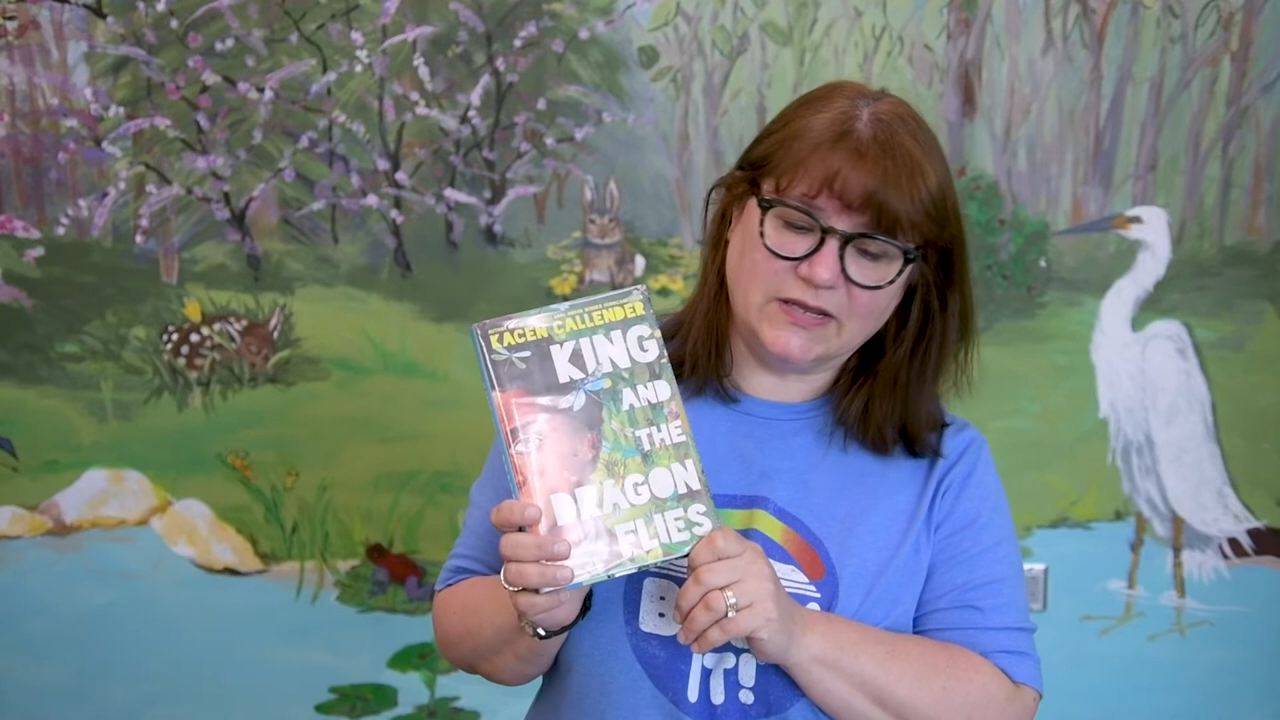 KACEN CALLENDER
KING
AND
THE
DRAGON
FLIES
IT!